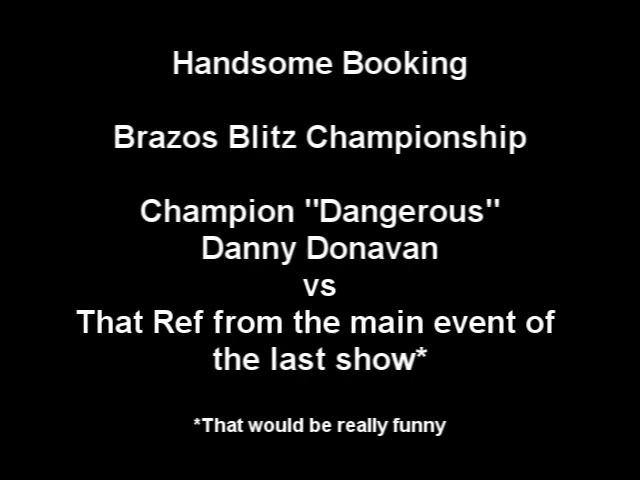 Handsome Booking
Brazos Blitz Championship
Champion "Dangerous"
Danny Donavan
vs
That Ref from the main event of
the last show*
*That would be really funny